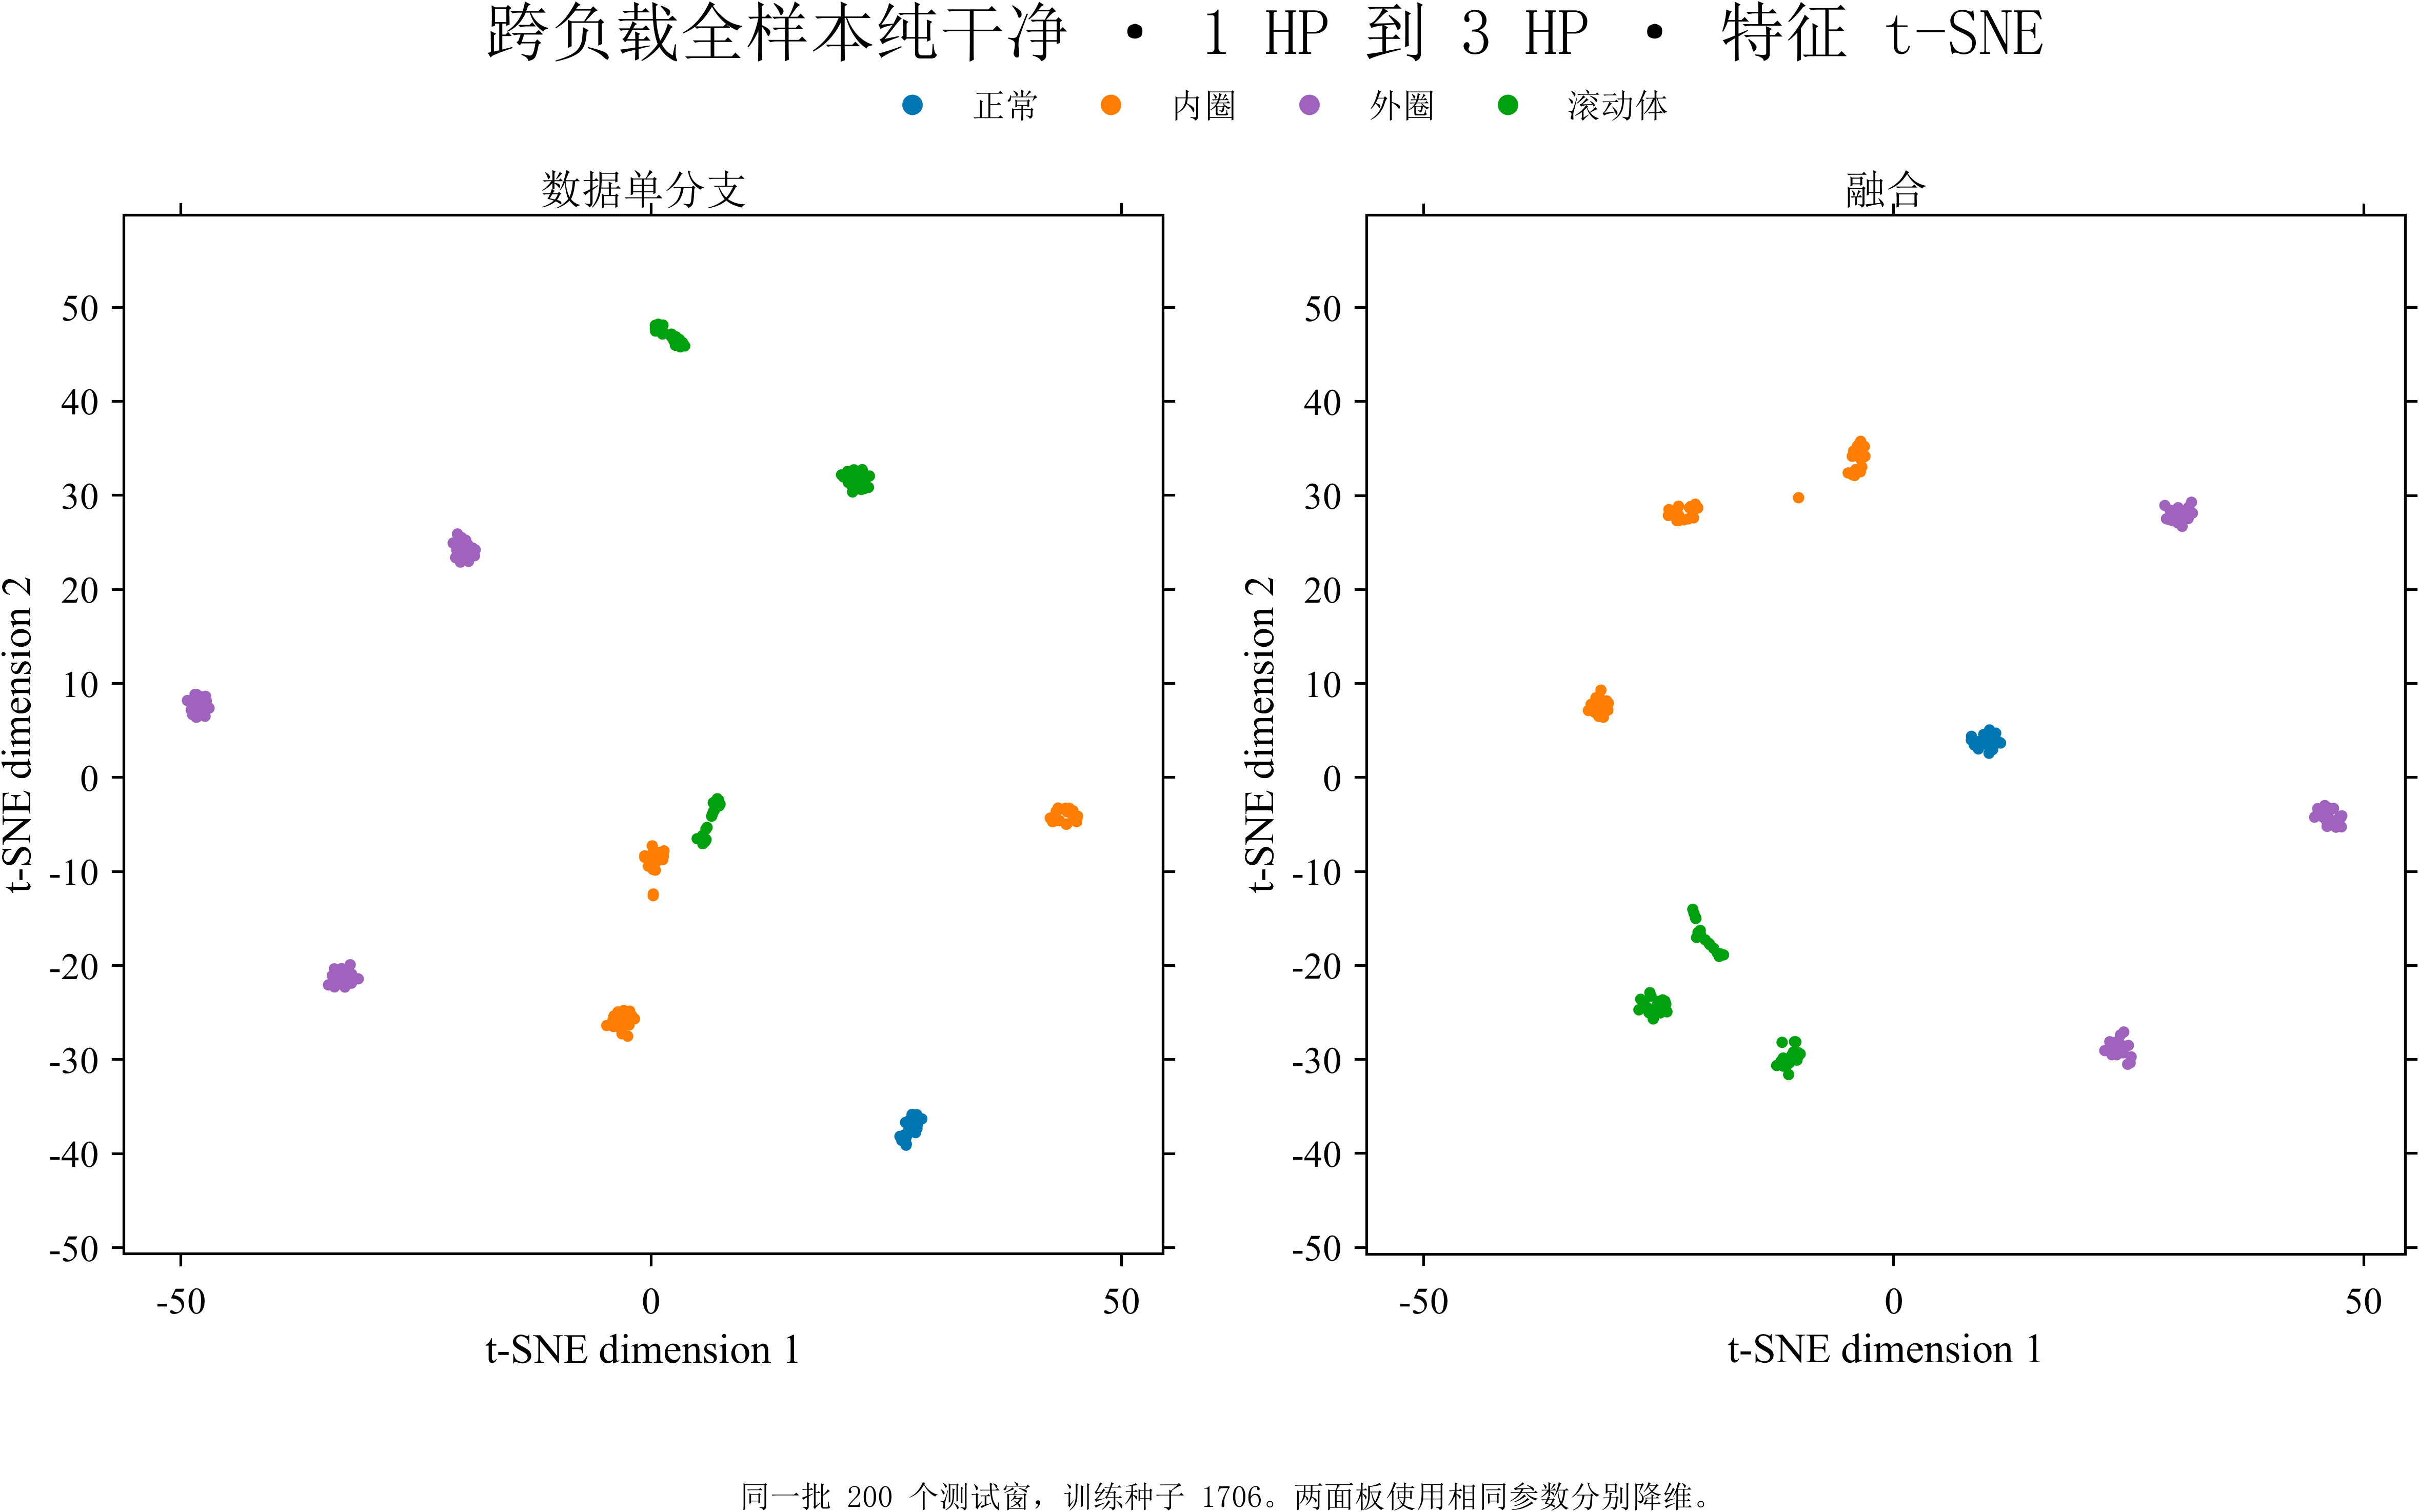 跨负载全样本纯干净 · 1 HP 到 3 HP · 特征 t-SNE
正常 内圈 外圈 滚动体
数据单分支
50
40
30
20
10
0
-10
-20
-30
-40
-50
t-SNE dimension 2
-50 0 50
t-SNE dimension 1
融合
50
40
30
20
10
0
-10
-20
-30
-40
-50
t-SNE dimension 2
-50 0 50
t-SNE dimension 1
同一批 200 个测试窗，训练种子 1706。两面板使用相同参数分别降维。